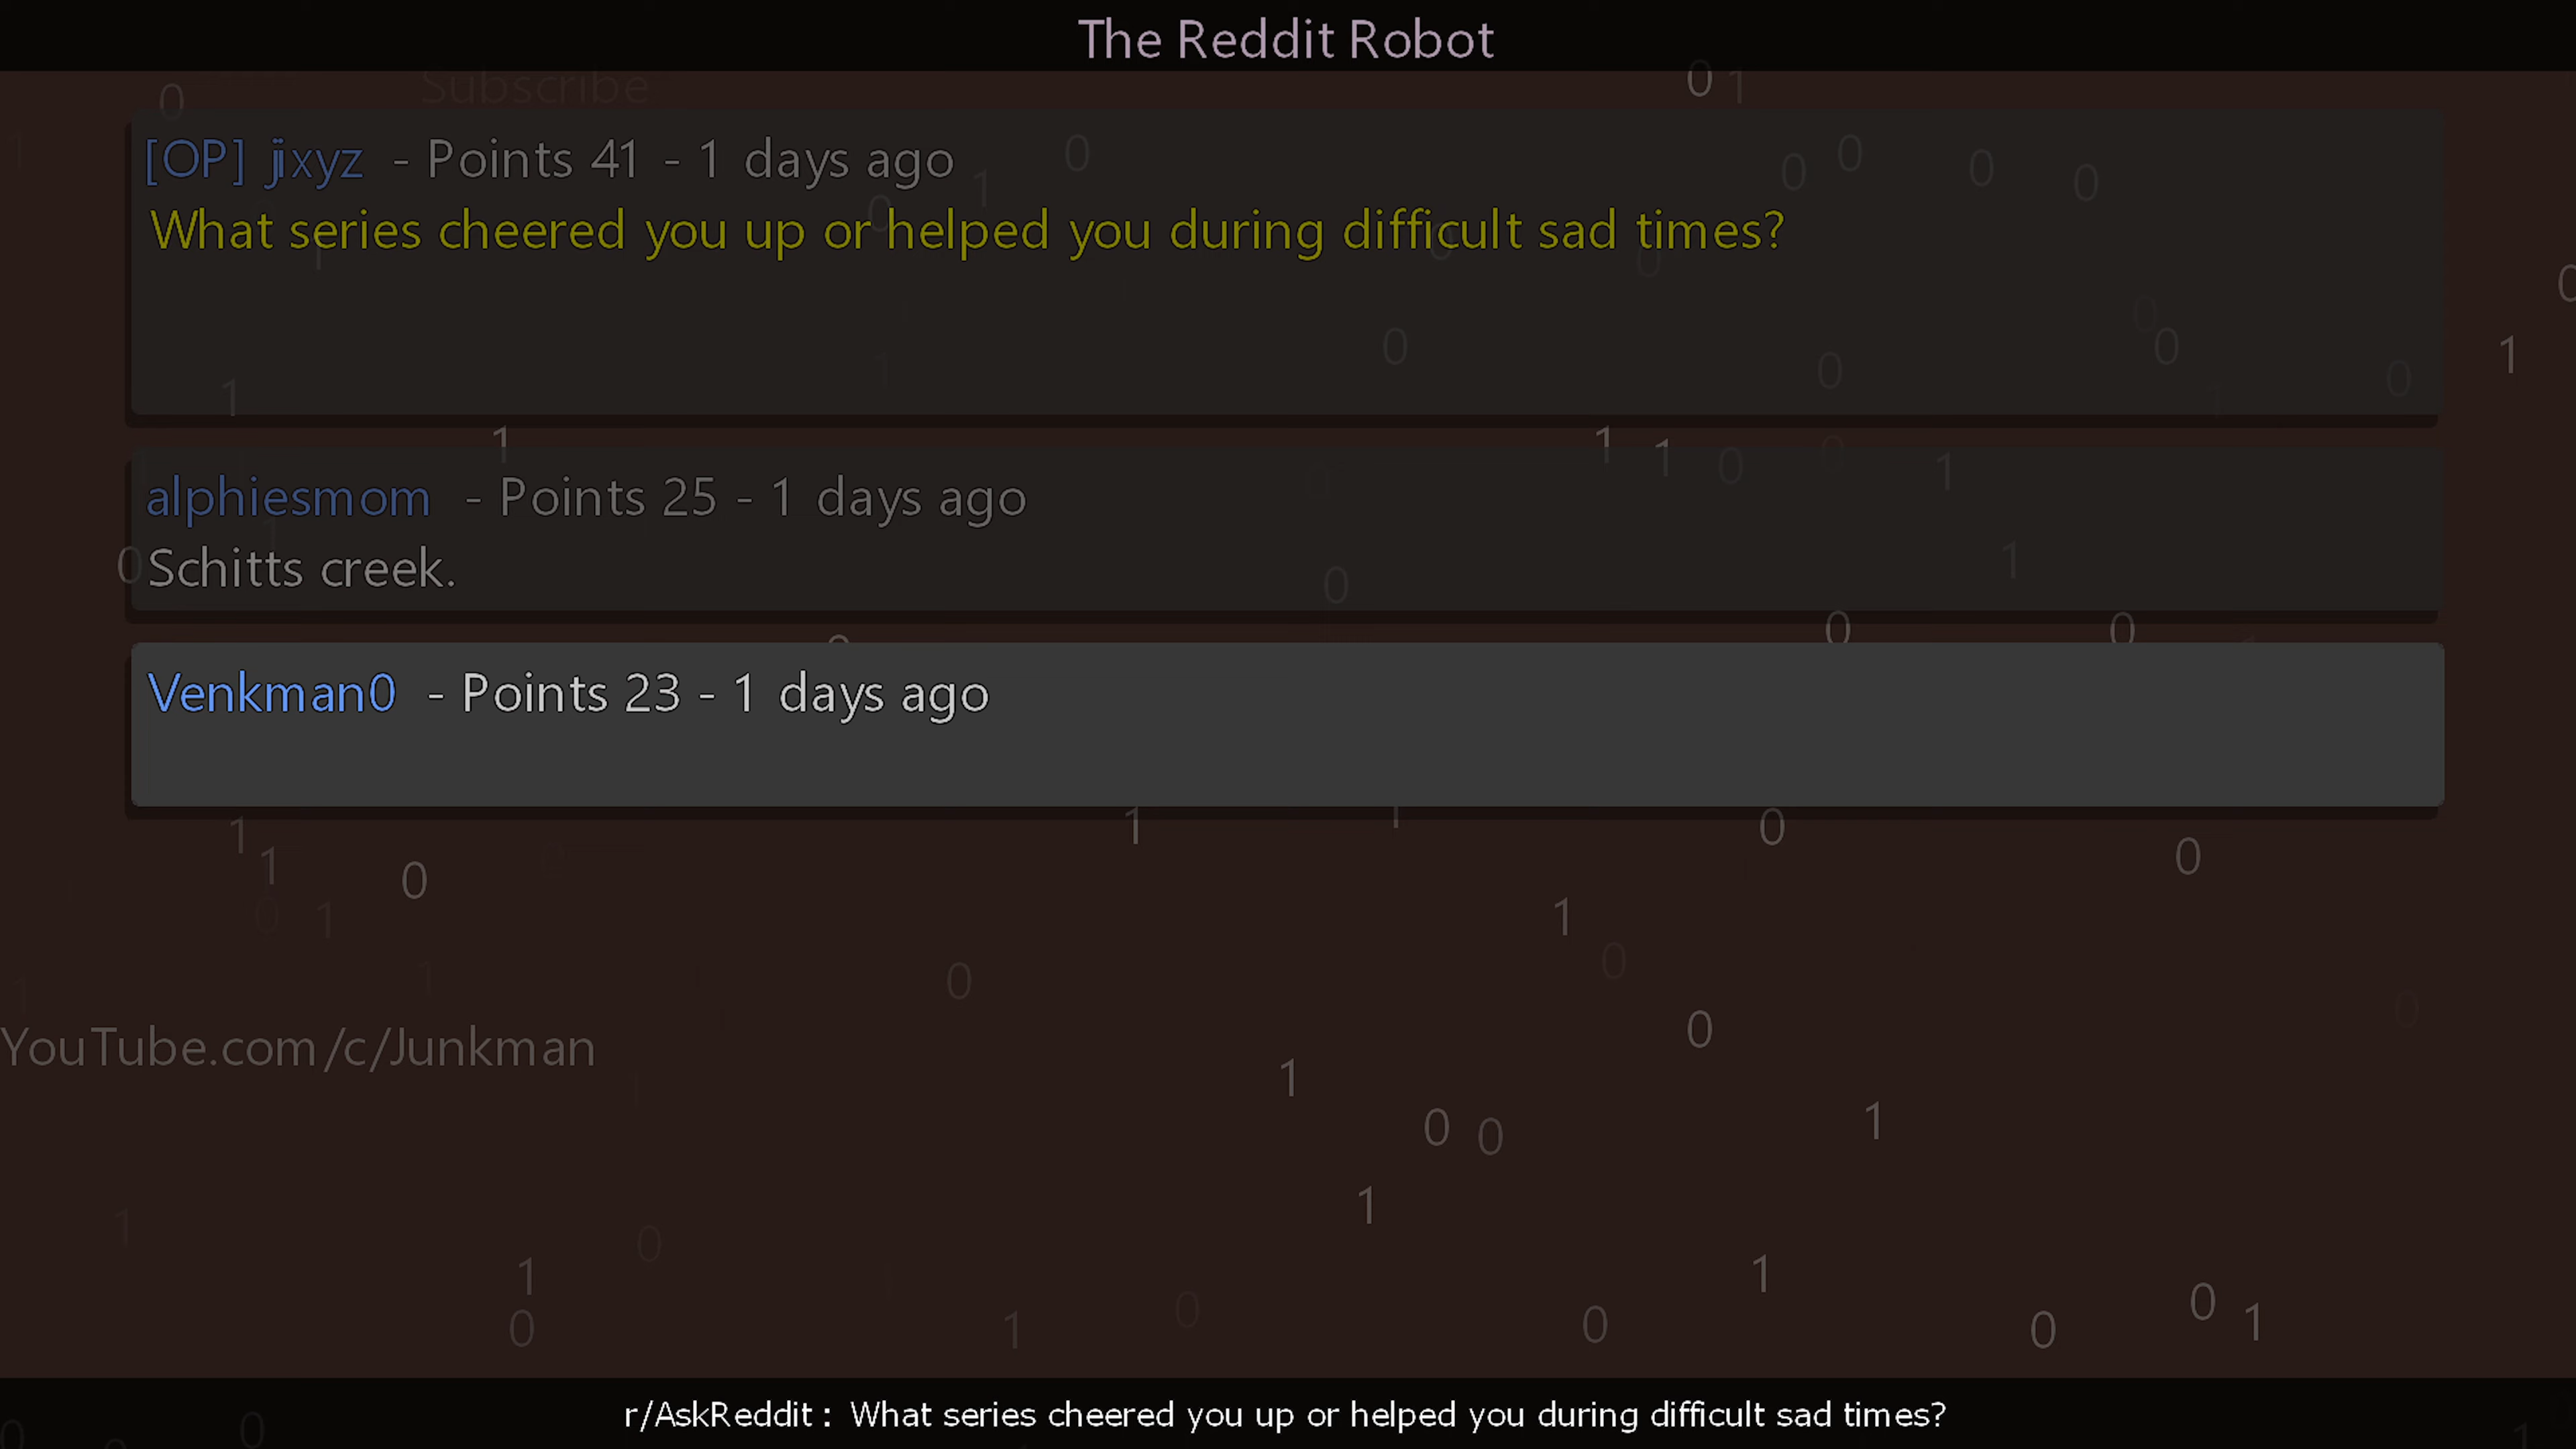 The Reddit Robot
Subscribe
[OP] jixyz - Points 41 - 1 days ago
What series cheered you up or helped you during difficult sad times?
alphiesmom - Points 25 - 1 days ago
Schitts creek.
Venkman0 - Points 23 - 1 days ago
YouTube.com/c/Junkman
r/AskReddit : What series cheered you up or helped you during difficult sad times?